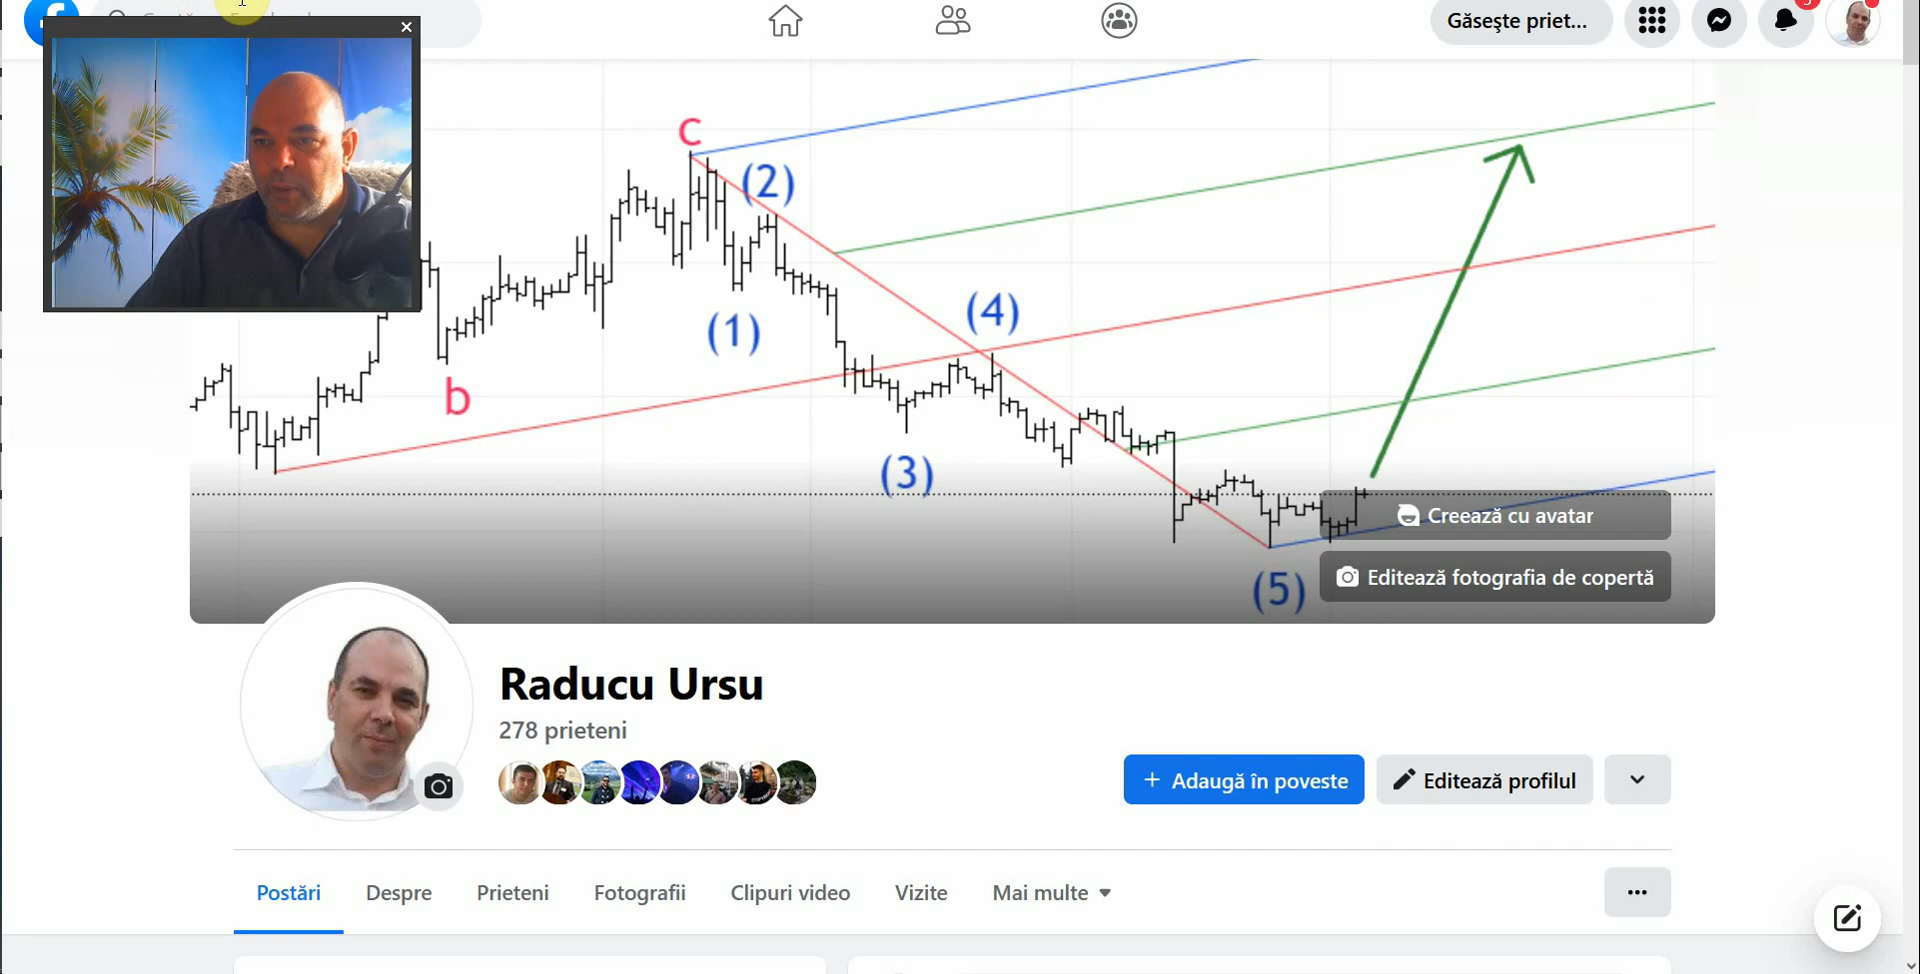 Găsește priet...
c
(2)
(4)
(1)
b
(3)
(5)
Creează cu avatar
Editează fotografia de copertă
Raducu Ursu
278 prieteni
+ Adaugă în poveste
Editează profilul
Postări Despre Prieteni Fotografii Clipuri video Vizite Mai multe